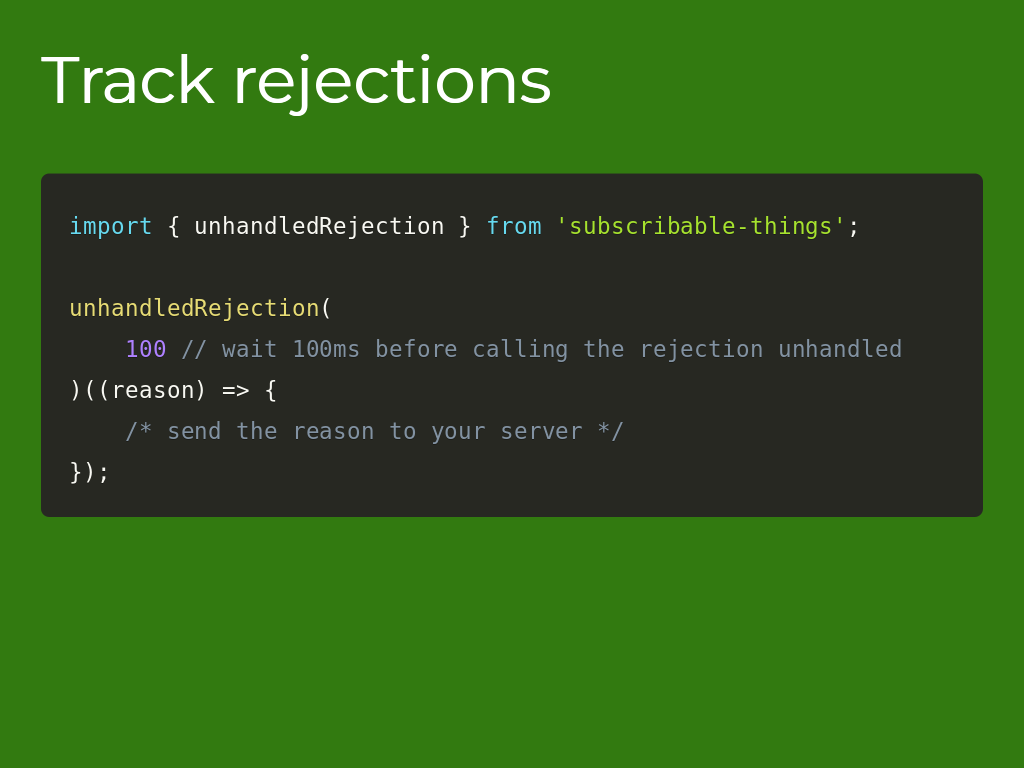 Track rejections
import { unhandledRejection } from 'subscribable-things';
unhandledRejection(
    100 // wait 100ms before calling the rejection unhandled
)((reason) => {
    /* send the reason to your server */
});